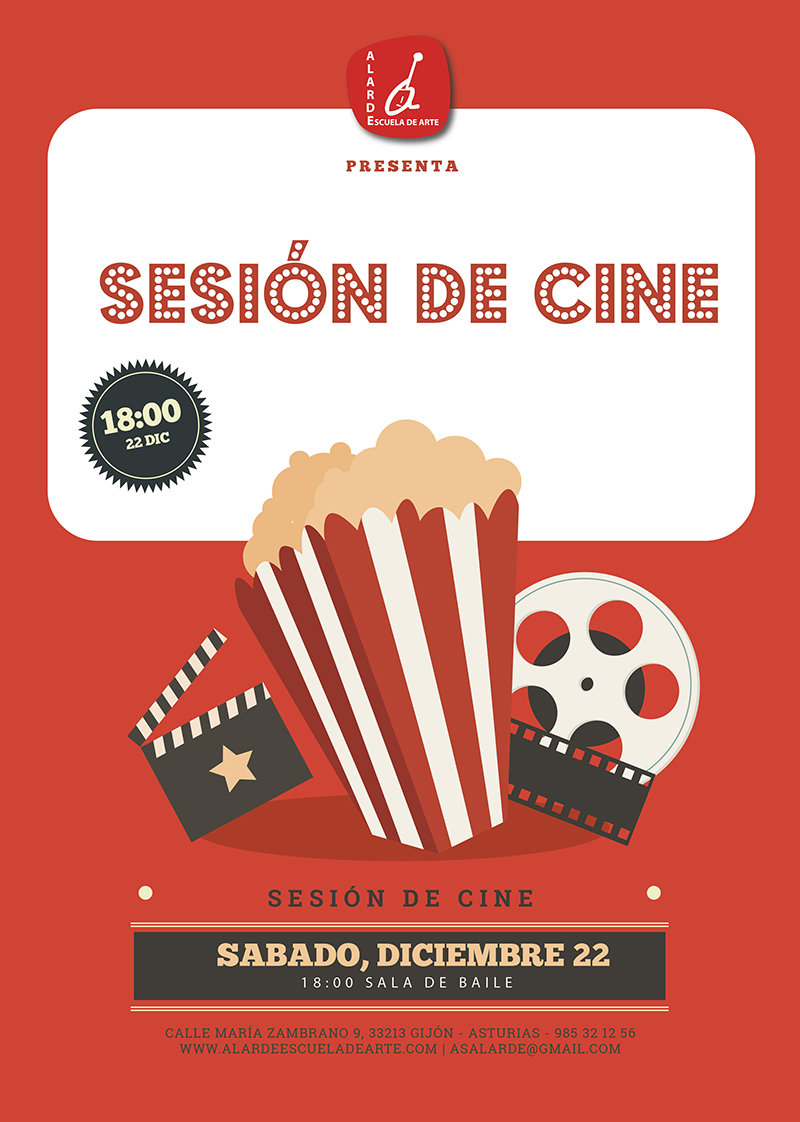 ALARDE
ESCUELA DE ARTE
PRESENTA
SESIÓN DE CINE
18:00
22 DIC
SESIÓN DE CINE
SABADO, DICIEMBRE 22
18:00 SALA DE BAILE
CALLE MARÍA ZAMBRANO 9, 33213 GIJÓN - ASTURIAS - 985 32 12 56
WWW.ALARDEESCUELADEARTE.COM | ASALARDE@GMAIL.COM